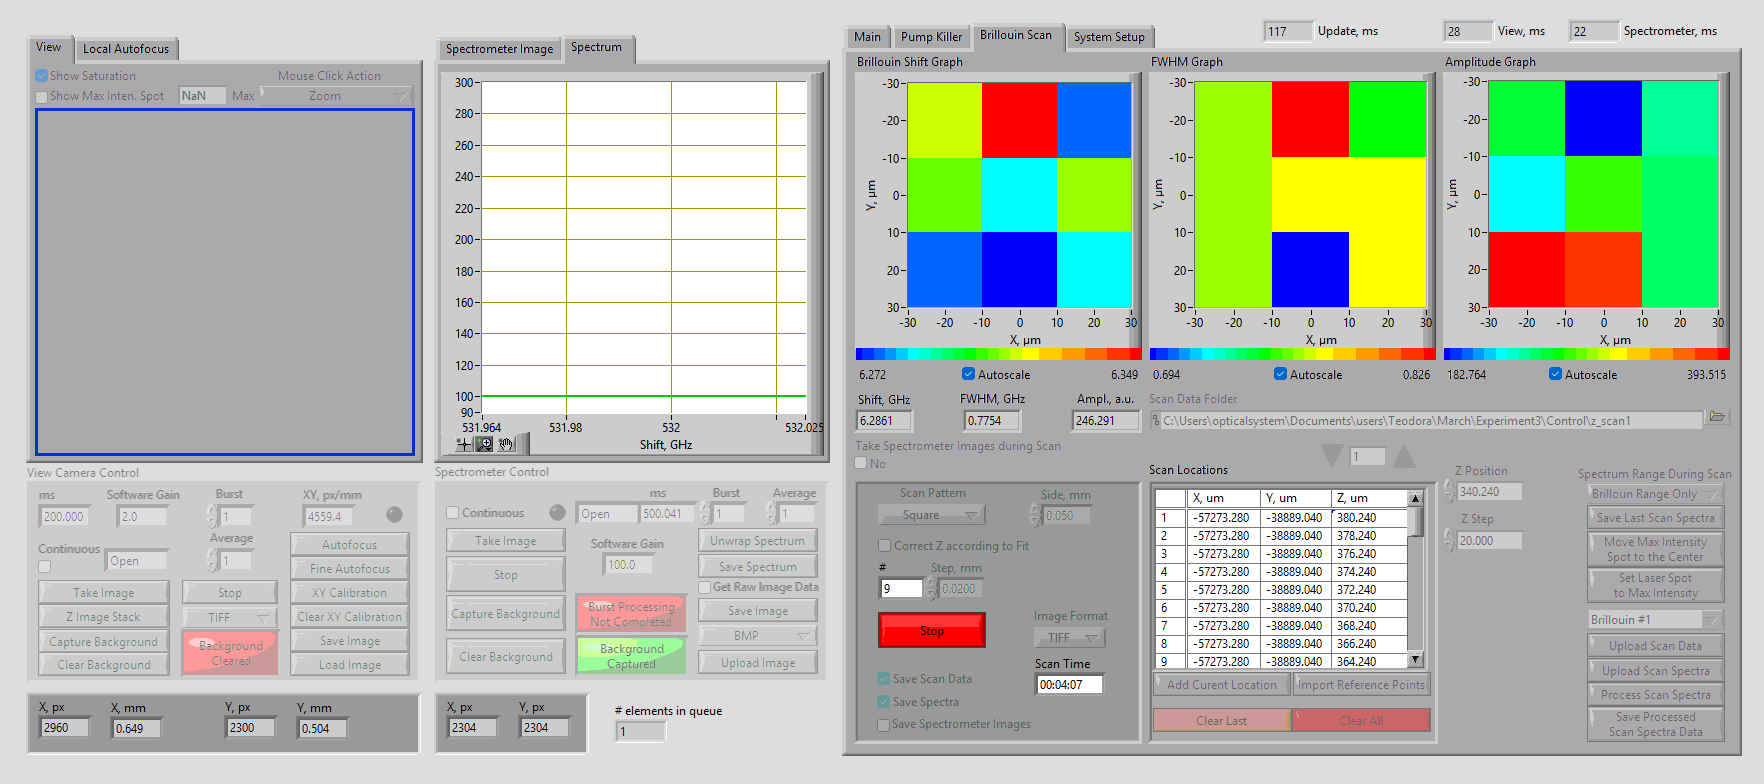 View
Local Autofocus
Show Saturation
Mouse Click Action
Show Max Inten. Spot
NaN
Max
Zoom
Spectrometer Image
Spectrum
300
280
260
240
220
200
180
160
140
120
100
90
531.964
531.98
532
532.025
Shift, GHz
View Camera Control
ms
Software Gain
Burst
XY, px/mm
200.000
2.0
1
4559.4
Average
Continuous
Open
1
Autofocus
Fine Autofocus
Take Image
Stop
XY Calibration
Z Image Stack
TIFF
Clear XY Calibration
Capture Background
Background
Cleared
Save Image
Clear Background
Load Image
X, px
X, mm
Y, px
Y, mm
2960
0.649
2300
0.504
Spectrometer Control
ms
Burst
Average
Continuous
Open
500.041
1
1
Take Image
Software Gain
Unwrap Spectrum
Stop
100.0
Save Spectrum
Get Raw Image Data
Capture Background
Burst Processing
Not Completed
Save Image
BMP
Clear Background
Background
Captured
Upload Image
X, px
Y, px
2304
2304
# elements in queue
1
Main
Pump Killer
Brillouin Scan
System Setup
117
Update, ms
28
View, ms
22
Spectrometer, ms
Brillouin Shift Graph
-30
-20
-10
0
10
20
30
Y, µm
-30
-20
-10
0
10
20
30
X, µm
6.272
Autoscale
6.349
FWHM Graph
-30
-20
-10
0
10
20
30
Y, µm
-30
-20
-10
0
10
20
30
X, µm
0.694
Autoscale
0.826
Amplitude Graph
-30
-20
-10
0
10
20
30
Y, µm
-30
-20
-10
0
10
20
30
X, µm
182.764
Autoscale
393.515
Shift, GHz
FWHM, GHz
Ampl., a.u.
6.2861
0.7754
246.291
Scan Data Folder
C:\Users\opticalsystem\Documents\users\Teodora\March\Experiment3\Control\z_scan1
Take Spectrometer Images during Scan
No
1
Scan Pattern
Side, mm
Square
0.050
Correct Z according to Fit
#
Step, mm
9
0.0200
Stop
Image Format
TIFF
Scan Time
00:04:07
Save Scan Data
Save Spectra
Save Spectrometer Images
Scan Locations
X, um Y, um Z, um
1 -57273.280 -38889.040 380.240
2 -57273.280 -38889.040 378.240
3 -57273.280 -38889.040 376.240
4 -57273.280 -38889.040 374.240
5 -57273.280 -38889.040 372.240
6 -57273.280 -38889.040 370.240
7 -57273.280 -38889.040 368.240
8 -57273.280 -38889.040 366.240
9 -57273.280 -38889.040 364.240
Add Curent Location
Import Reference Points
Clear Last
Clear All
Z Position
340.240
Z Step
20.000
Spectrum Range During Scan
Brilloun Range Only
Save Last Scan Spectra
Move Max Intensity
Spot to the Center
Set Laser Spot
to Max Intensity
Brillouin #1
Upload Scan Data
Upload Scan Spectra
Process Scan Spectra
Save Processed
Scan Spectra Data